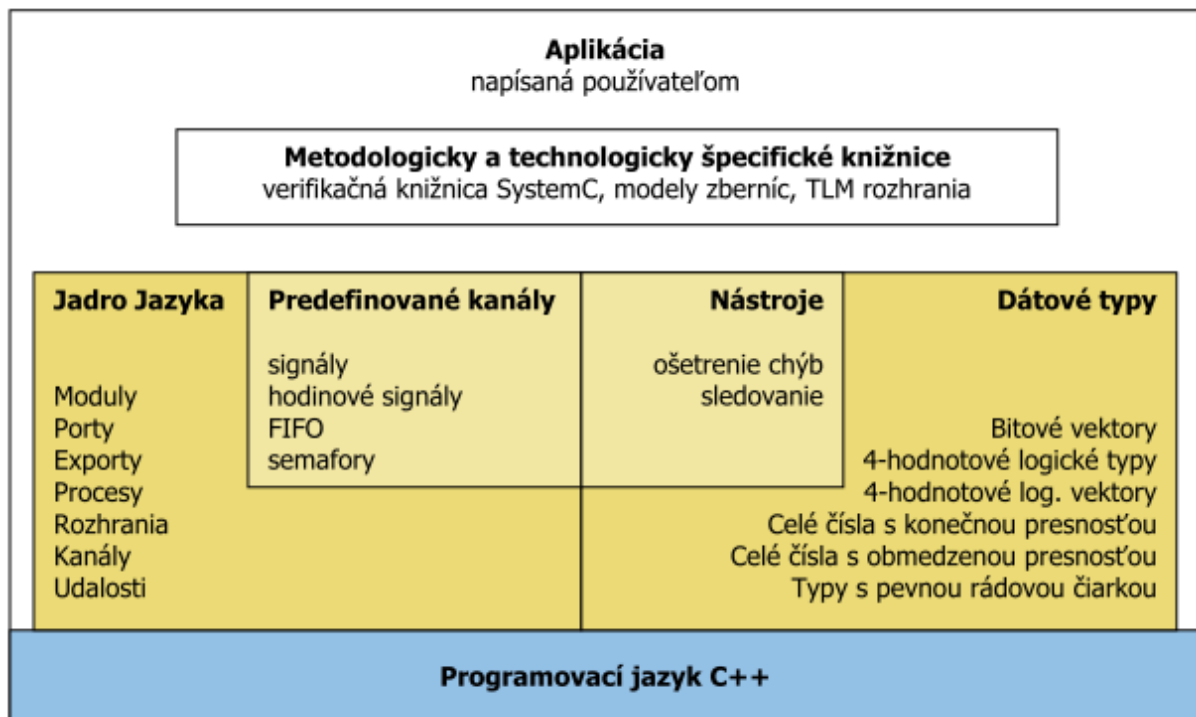 Aplikácia
napísaná používateľom
Metodologicky a technologicky špecifické knižnice
verifikačná knižnica SystemC, modely zberníc, TLM rozhrania
Jadro Jazyka
Moduly
Porty
Exporty
Procesy
Rozhrania
Kanály
Udalosti
Predefinované kanály
signály
hodinové signály
FIFO
semafory
Nástroje
ošetrenie chýb
sledovanie
Dátové typy
Bitové vektory
4-hodnotové logické typy
4-hodnotové log. vektory
Celé čísla s konečnou presnosťou
Celé čísla s obmedzenou presnosťou
Typy s pevnou rádovou čiarkou
Programovací jazyk C++